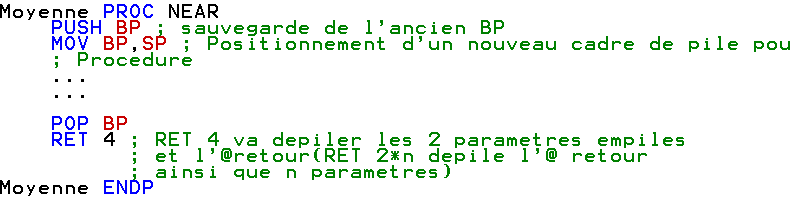 Moyenne PROC NEAR
PUSH BP ; sauvegarde de l'ancien BP
MOV BP,SP ; Positionnement d'un nouveau cadre de pile pou
; Procedure
...
...
POP BP
RET 4 ; RET 4 va depiler les 2 parametres empiles
; et l'@retour(RET 2*n depile l'@ retour
; ainsi que n parametres)
Moyenne ENDP